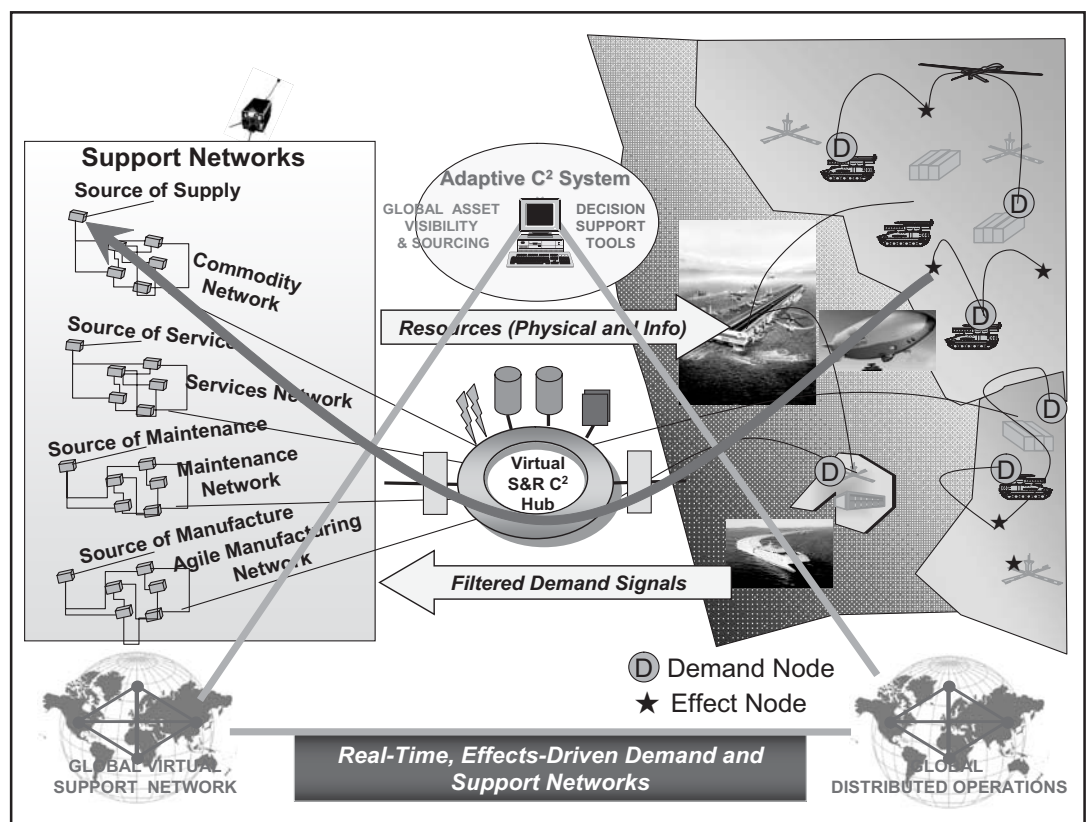 Support Networks
Source of Supply
Commodity
Network
Source of Service
Services Network
Source of Maintenance
Maintenance
Network
Source of Manufacture
Agile Manufacturing
Network
Adaptive C² System
GLOBAL ASSET
VISIBILITY
& SOURCING
DECISION
SUPPORT
TOOLS
Resources (Physical and Info)
Virtual
S&R C²
Hub
Filtered Demand Signals
D
D
D
D
D
D
D Demand Node
★ Effect Node
GLOBAL VIRTUAL
SUPPORT NETWORK
Real-Time, Effects-Driven Demand and
Support Networks
GLOBAL
DISTRIBUTED OPERATIONS